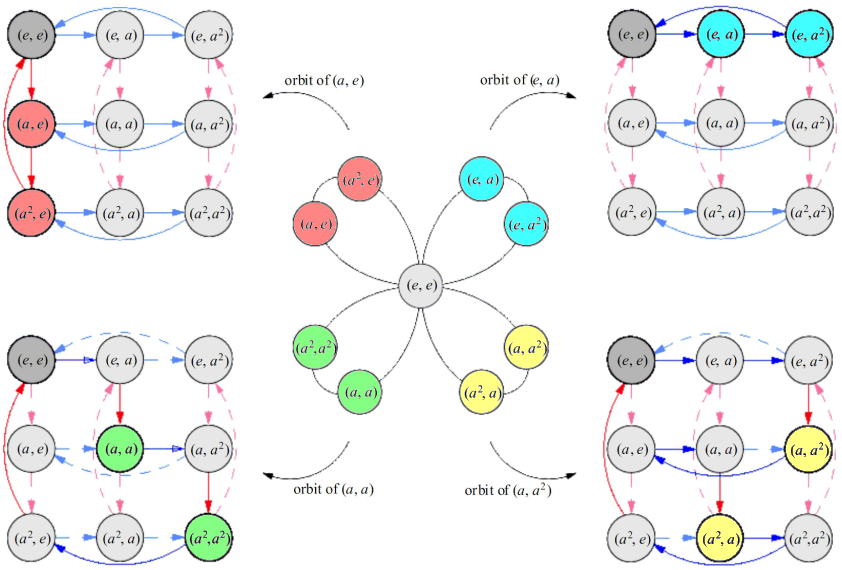 (e, e) (e, a) (e, a²)
(a, e) (a, a) (a, a²)
(a², e) (a², a) (a²,a²)
orbit of (a, e)
orbit of (e, a)
(e, e) (e, a) (e, a²)
(a, e) (a, a) (a, a²)
(a², e) (a², a) (a²,a²)
(a², e) (e, a)
(a, e) (e, a²)
(e, e)
(a²,a²) (a, a²)
(a, a) (a², a)
(e, e) (e, a) (e, a²)
(a, e) (a, a) (a, a²)
(a², e) (a², a) (a²,a²)
orbit of (a, a)
orbit of (a, a²)
(e, e) (e, a) (e, a²)
(a, e) (a, a) (a, a²)
(a², e) (a², a) (a²,a²)